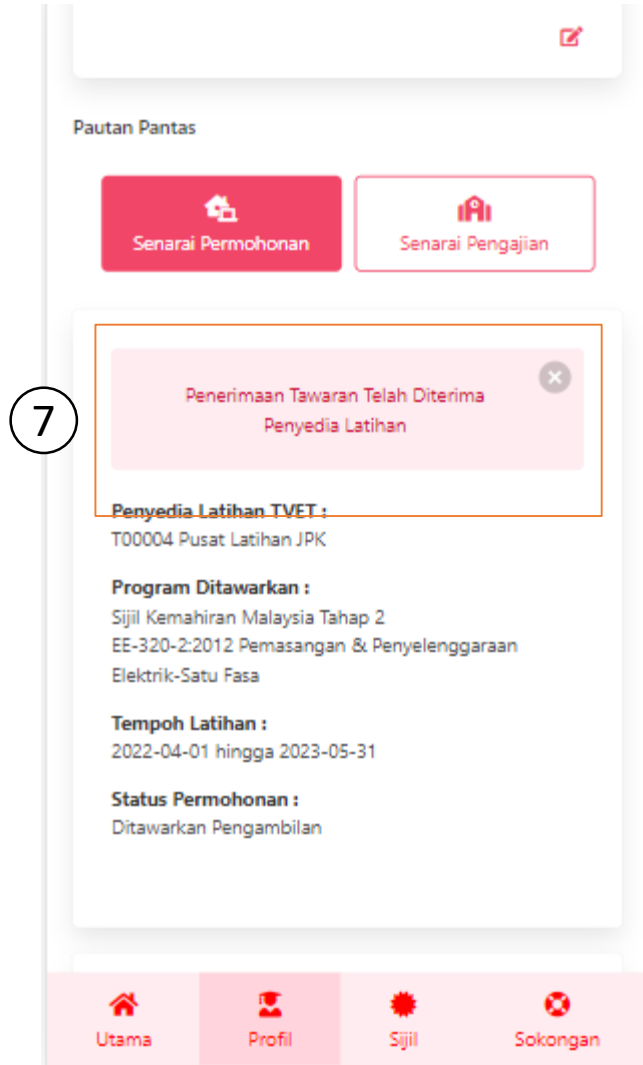 Pautan Pantas
Senarai Permohonan
Senarai Pengajian
7
Penerimaan Tawaran Telah Diterima
Penyedia Latihan
Penyedia Latihan TVET :
T00004 Pusat Latihan JPK
Program Ditawarkan :
Sijil Kemahiran Malaysia Tahap 2
EE-320-2:2012 Pemasangan & Penyelenggaraan
Elektrik-Satu Fasa
Tempoh Latihan :
2022-04-01 hingga 2023-05-31
Status Permohonan :
Ditawarkan Pengambilan
Utama
Profil
Sijil
Sokongan